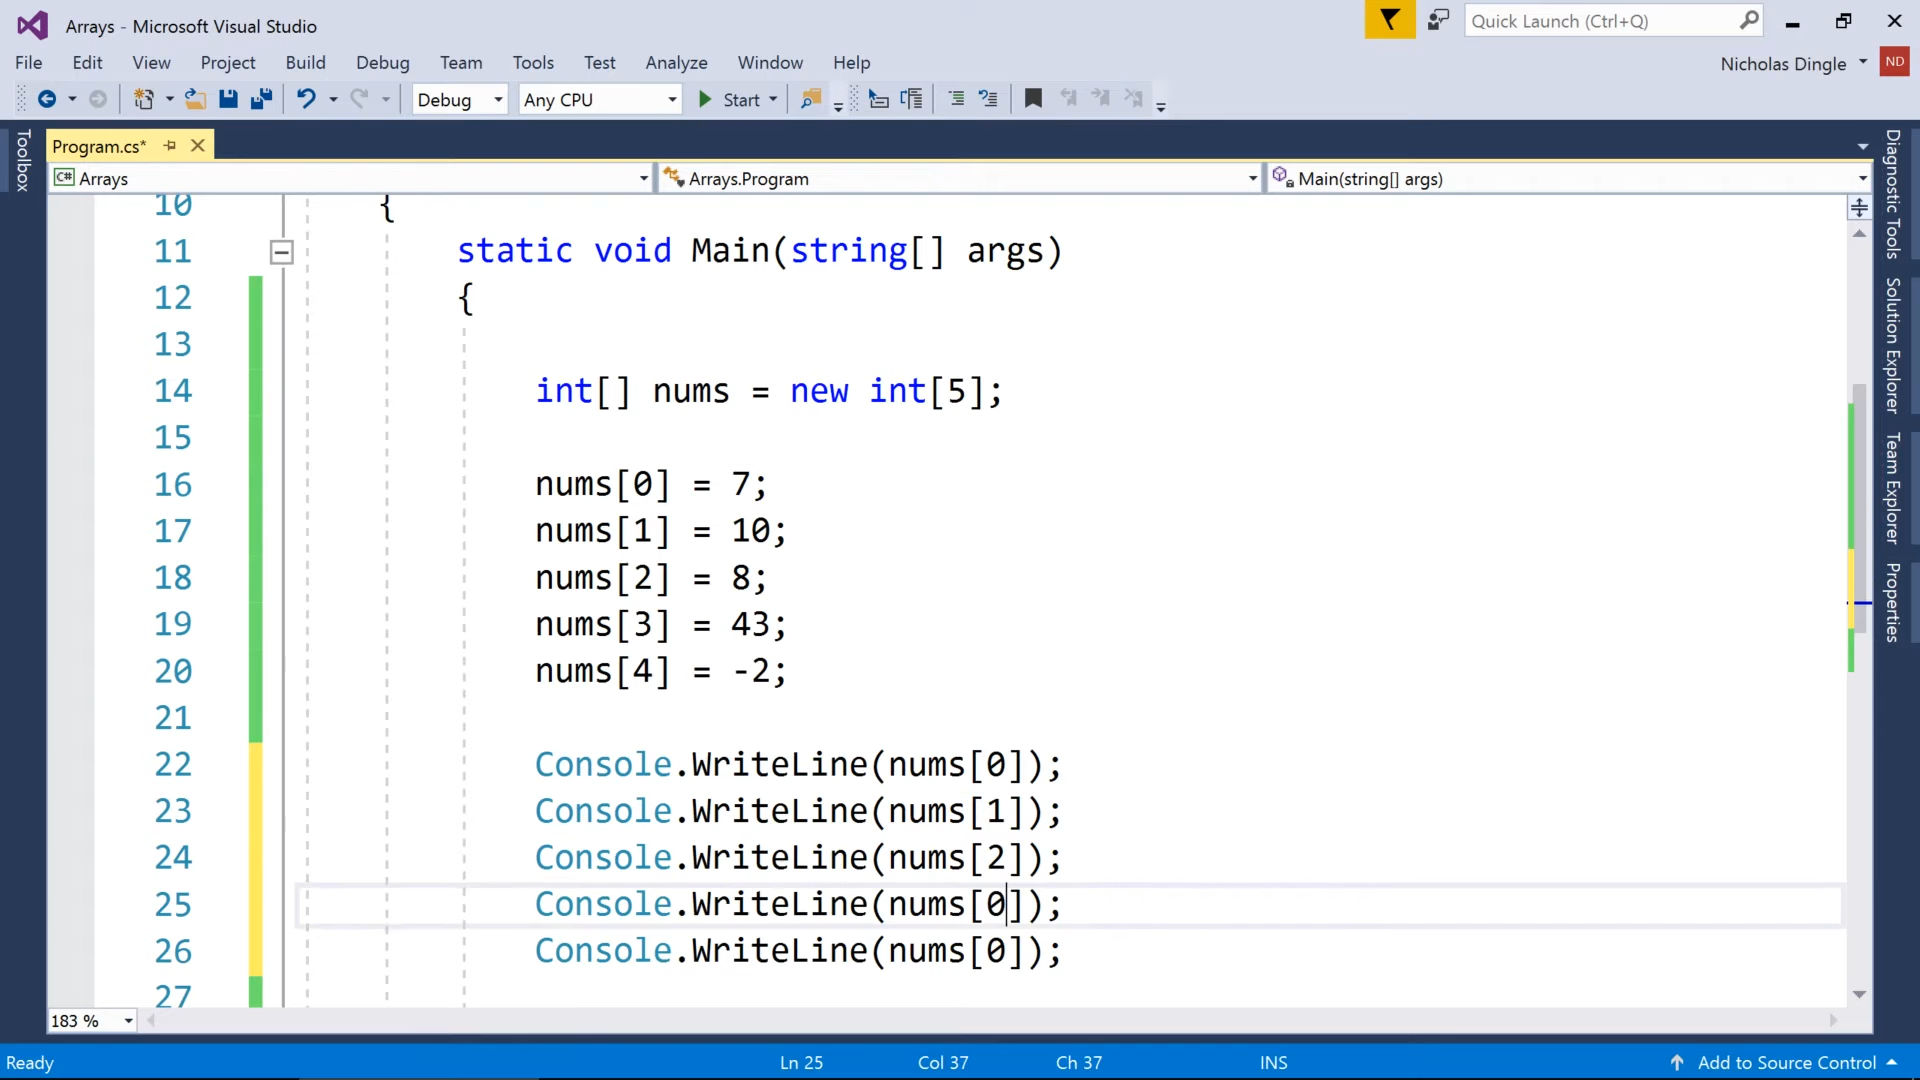 Arrays - Microsoft Visual Studio
Quick Launch (Ctrl+Q)
File Edit View Project Build Debug Team Tools Test Analyze Window Help
Nicholas Dingle ND
Debug Any CPU Start
Toolbox
Program.cs*
C# Arrays
Arrays.Program
Main(string[] args)
10 {
11 static void Main(string[] args)
12 {
13
14 int[] nums = new int[5];
15
16 nums[0] = 7;
17 nums[1] = 10;
18 nums[2] = 8;
19 nums[3] = 43;
20 nums[4] = -2;
21
22 Console.WriteLine(nums[0]);
23 Console.WriteLine(nums[1]);
24 Console.WriteLine(nums[2]);
25 Console.WriteLine(nums[0]);
26 Console.WriteLine(nums[0]);
27
Diagnostic Tools
Solution Explorer
Team Explorer
Properties
183 %
Ready Ln 25 Col 37 Ch 37 INS Add to Source Control